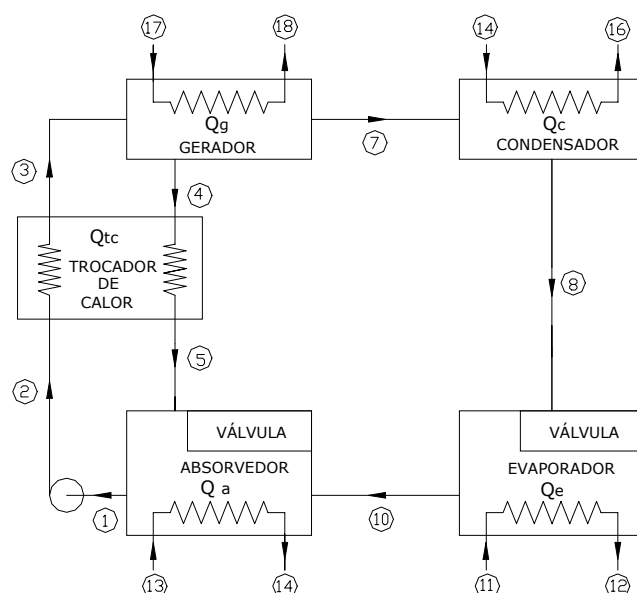 17
18
14
16
Qg
GERADOR
7
Qc
CONDENSADOR
3
4
Qtc
TROCADOR
DE
CALOR
8
2
5
VÁLVULA
VÁLVULA
ABSORVEDOR
EVAPORADOR
Q a
Qe
1
10
13
14
11
12